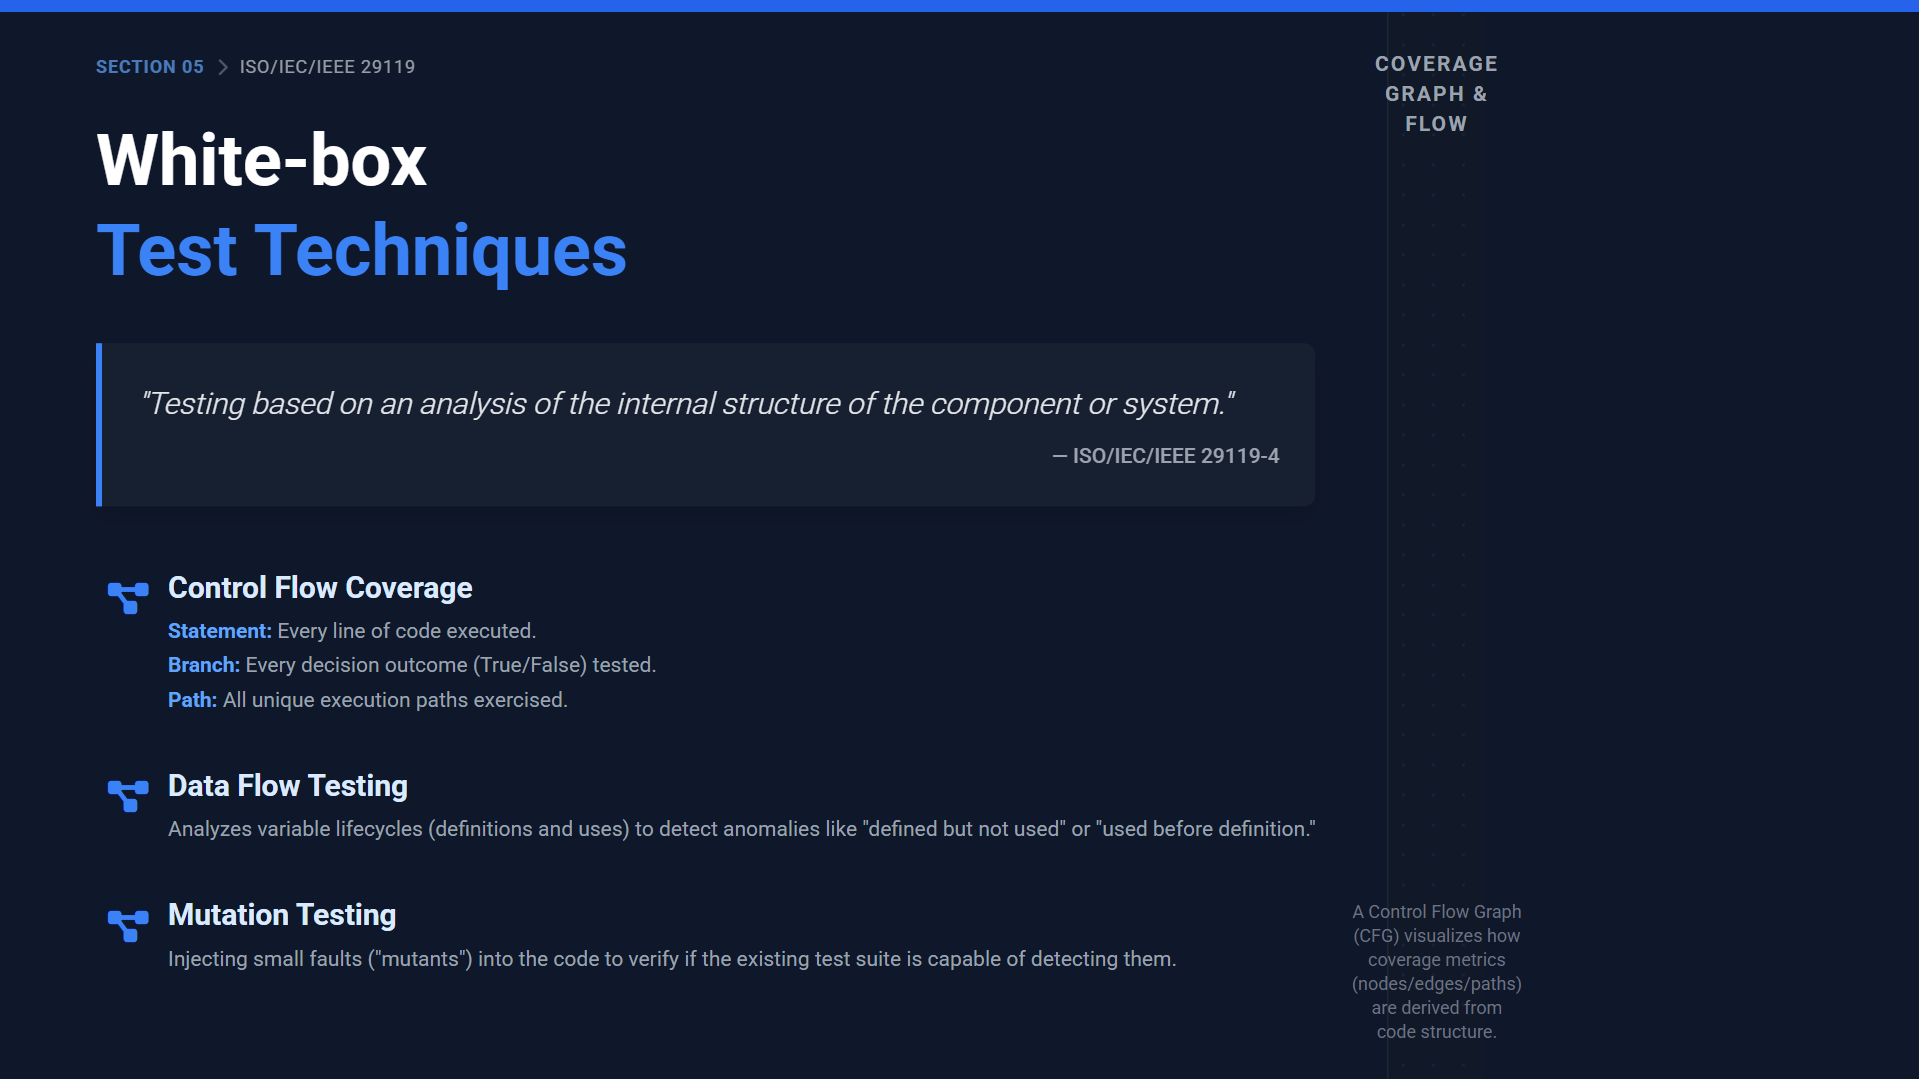 SECTION 05 > ISO/IEC/IEEE 29119
White-box
Test Techniques
"Testing based on an analysis of the internal structure of the component or system."
— ISO/IEC/IEEE 29119-4
Control Flow Coverage
Statement: Every line of code executed.
Branch: Every decision outcome (True/False) tested.
Path: All unique execution paths exercised.
Data Flow Testing
Analyzes variable lifecycles (definitions and uses) to detect anomalies like "defined but not used" or "used before definition."
Mutation Testing
Injecting small faults ("mutants") into the code to verify if the existing test suite is capable of detecting them.
COVERAGE
GRAPH &
FLOW
A Control Flow Graph
(CFG) visualizes how
coverage metrics
(nodes/edges/paths)
are derived from
code structure.